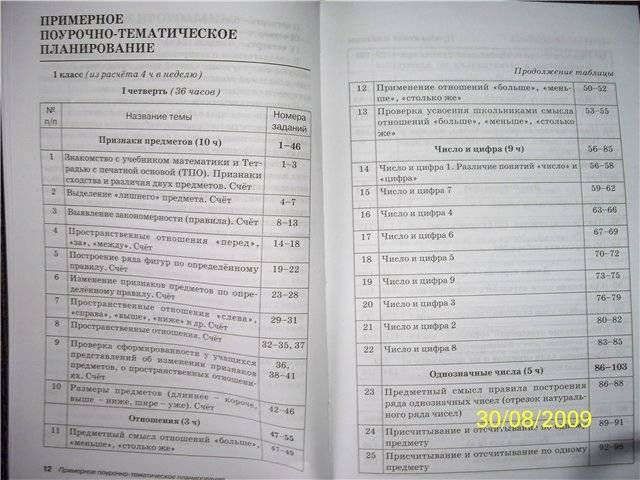 ПРИМЕРНОЕ
ПОУРОЧНО-ТЕМАТИЧЕСКОЕ
ПЛАНИРОВАНИЕ
1 класс (из расчёта 4 ч в неделю)
I четверть (36 часов)
№ п/п Название темы Номера заданий
Признаки предметов (10 ч) 1–46
1 Знакомство с учебником математики и Тет-
радью с печатной основой (ТПО). Признаки
сходства и различия двух предметов. Счёт 1–3
2 Выделение «лишнего» предмета. Счёт 4–7
3 Выявление закономерности (правила). Счёт 8–13
4 Пространственные отношения «перед»,
«за», «между». Счёт 14–18
5 Построение ряда фигур по определённому
правилу. Счёт 19–22
6 Изменение признаков предметов по опре-
делённому правилу. Счёт 23–28
7 Пространственные отношения «слева»,
«справа», «выше», «ниже» и др. Счёт 29–31
8 Пространственные отношения. Счёт 32–35, 37
9 Проверка сформированности у учащихся
представлений об изменении признаков
предметов, о пространственных отношени-
ях. Счёт 36, 38–41
10 Размеры предметов (длиннее – короче,
выше – ниже, шире – уже). Счёт 42–46
Отношения (3 ч) 47–55
11 Предметный смысл отношений «больше»,
«меньше», «столько же» 47–49
12 Примерное поурочно-тематическое планирование
Продолжение таблицы
12 Применение отношений «больше», «мень-
ше», «столько же» 50–52
13 Проверка усвоения школьниками смысла
отношений «больше», «меньше», «столько
же» 53–55
Число и цифра (9 ч) 56–85
14 Число и цифра 1. Различие понятий «число» и
«цифра» 56–58
15 Число и цифра 7 59–62
16 Число и цифра 4 63–66
17 Число и цифра 6 67–69
18 Число и цифра 5 70–72
19 Число и цифра 9 73–75
20 Число и цифра 3 76–79
21 Число и цифра 2 80–82
22 Число и цифра 8 83–85
Однозначные числа (5 ч) 86–103
23 Предметный смысл правила построения
ряда однозначных чисел (отрезок натураль-
ного ряда чисел) 86–88
24 Присчитывание и отсчитывание по одному
предмету 89–91
25 Присчитывание и отсчитывание по одному
предмету 92–95
30/08/2009